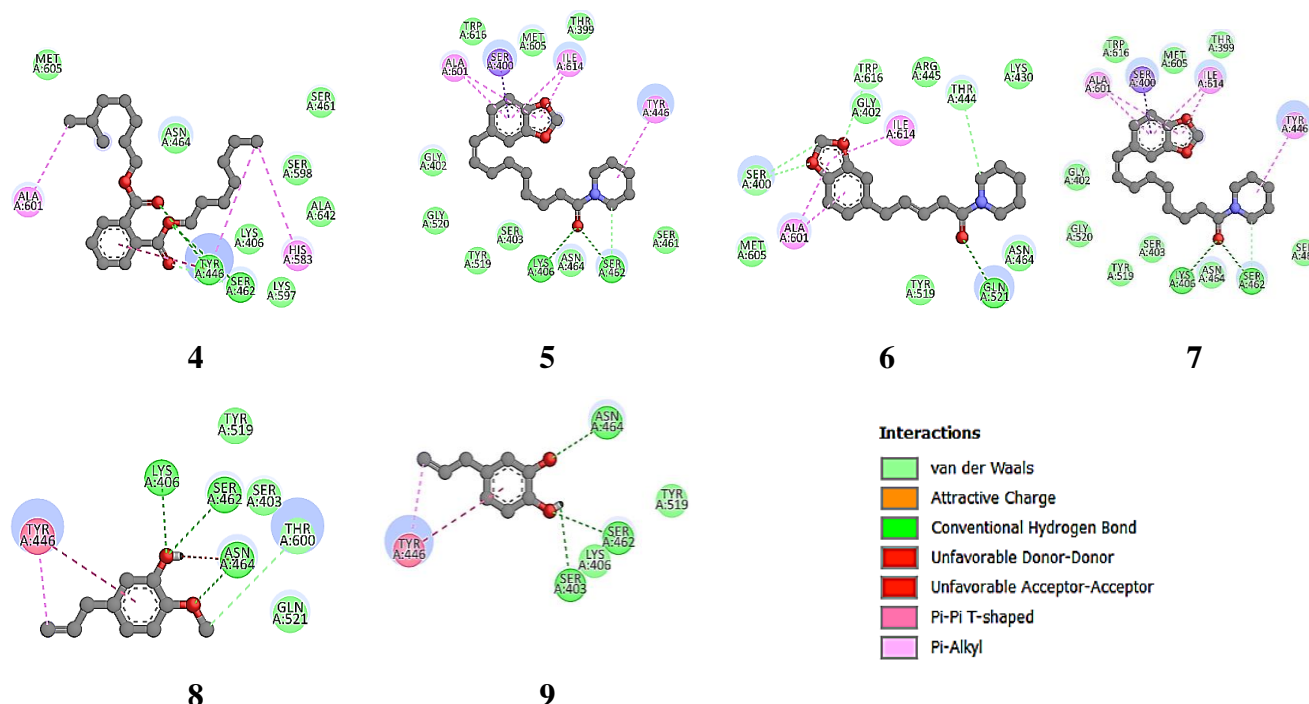 MET
A:605
SER
A:461
ASN
A:464
SER
A:598
ALA
A:601
ALA
A:642
LYS
A:406
HIS
A:583
TYR
A:446
SER
A:462
LYS
A:597
4
TRP
A:616
MET
A:605
THR
A:399
SER
A:400
ALA
A:601
ILE
A:614
TYR
A:446
GLY
A:402
GLY
A:520
SER
A:403
SER
A:461
TYR
A:519
LYS
A:406
ASN
A:464
SER
A:462
5
TRP
A:616
ARG
A:445
LYS
A:430
THR
A:444
GLY
A:402
ILE
A:614
SER
A:400
ALA
A:601
MET
A:605
ASN
A:464
TYR
A:519
GLN
A:521
6
TRP
A:616
MET
A:605
THR
A:399
SER
A:400
ALA
A:601
ILE
A:614
TYR
A:446
GLY
A:402
GLY
A:520
SER
A:403
TYR
A:519
LYS
A:406
ASN
A:464
SER
A:462
7
TYR
A:519
LYS
A:406
SER
A:462
SER
A:403
TYR
A:446
THR
A:600
ASN
A:464
GLN
A:521
8
ASN
A:464
TYR
A:519
TYR
A:446
SER
A:462
LYS
A:406
SER
A:403
9
Interactions
van der Waals
Attractive Charge
Conventional Hydrogen Bond
Unfavorable Donor-Donor
Unfavorable Acceptor-Acceptor
Pi-Pi T-shaped
Pi-Alkyl